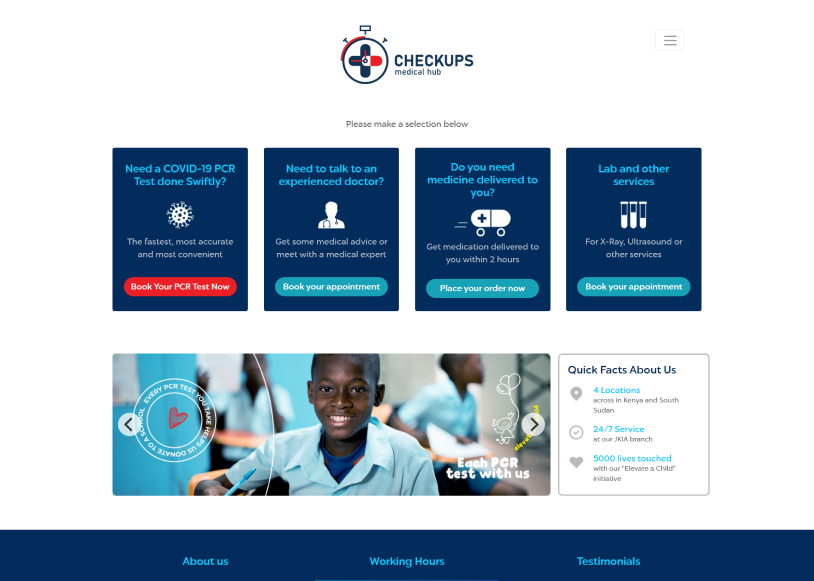 CHECKUPS
medical hub
Please make a selection below
Need a COVID-19 PCR
Test done Swiftly?
The fastest, most accurate
and most convenient
Book Your PCR Test Now
Need to talk to an
experienced doctor?
Get some medical advice or
meet with a medical expert
Book your appointment
Do you need
medicine delivered to
you?
Get medication delivered to
you within 2 hours
Place your order now
Lab and other
services
For X-Ray, Ultrasound or
other services
Book your appointment
EVERY PCR TEST YOU TAKE HELPS US DONATE TO A SCHOOL
Each PCR
test with us
Quick Facts About Us
4 Locations
across in Kenya and South
Sudan
24/7 Service
at our JKIA branch
5000 lives touched
with our "Elevate a Child"
initiative
About us
Working Hours
Testimonials